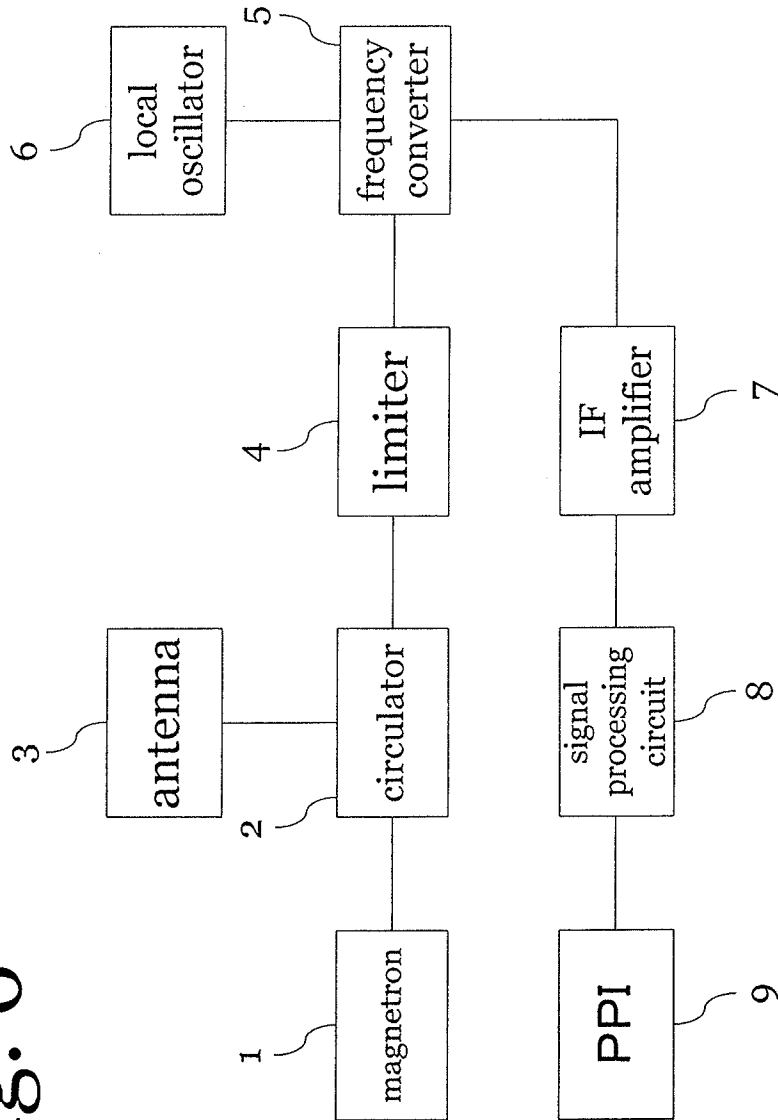 3
antenna
6
local
oscillator
1
magnetron
2
circulator
4
limiter
5
frequency
converter
PPI
9
signal
processing
circuit
8
IF
amplifier
7